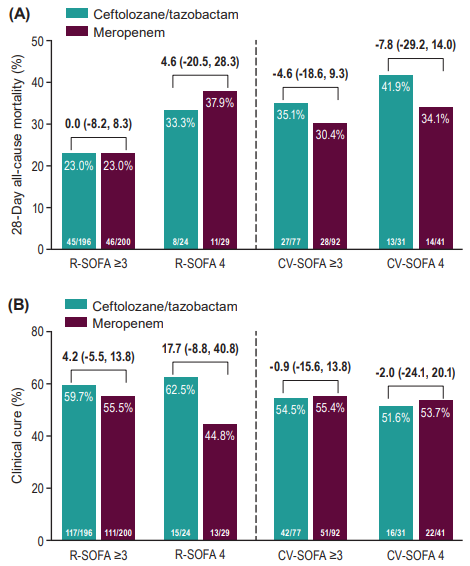 (A)
Ceftolozane/tazobactam
Meropenem
28-Day all-cause mortality (%)
50
40
30
20
10
0
0.0 (-8.2, 8.3)
4.6 (-20.5, 28.3)
-4.6 (-18.6, 9.3)
-7.8 (-29.2, 14.0)
23.0% 23.0% 33.3% 37.9% 35.1% 30.4% 41.9% 34.1%
45/196 46/200 8/24 11/29 27/77 28/92 13/31 14/41
R-SOFA ≥3 R-SOFA 4 CV-SOFA ≥3 CV-SOFA 4
(B)
Ceftolozane/tazobactam
Meropenem
Clinical cure (%)
80
60
40
20
0
4.2 (-5.5, 13.8)
17.7 (-8.8, 40.8)
-0.9 (-15.6, 13.8)
-2.0 (-24.1, 20.1)
59.7% 55.5% 62.5% 44.8% 54.5% 55.4% 51.6% 53.7%
117/196 111/200 15/24 13/29 42/77 51/92 16/31 22/41
R-SOFA ≥3 R-SOFA 4 CV-SOFA ≥3 CV-SOFA 4